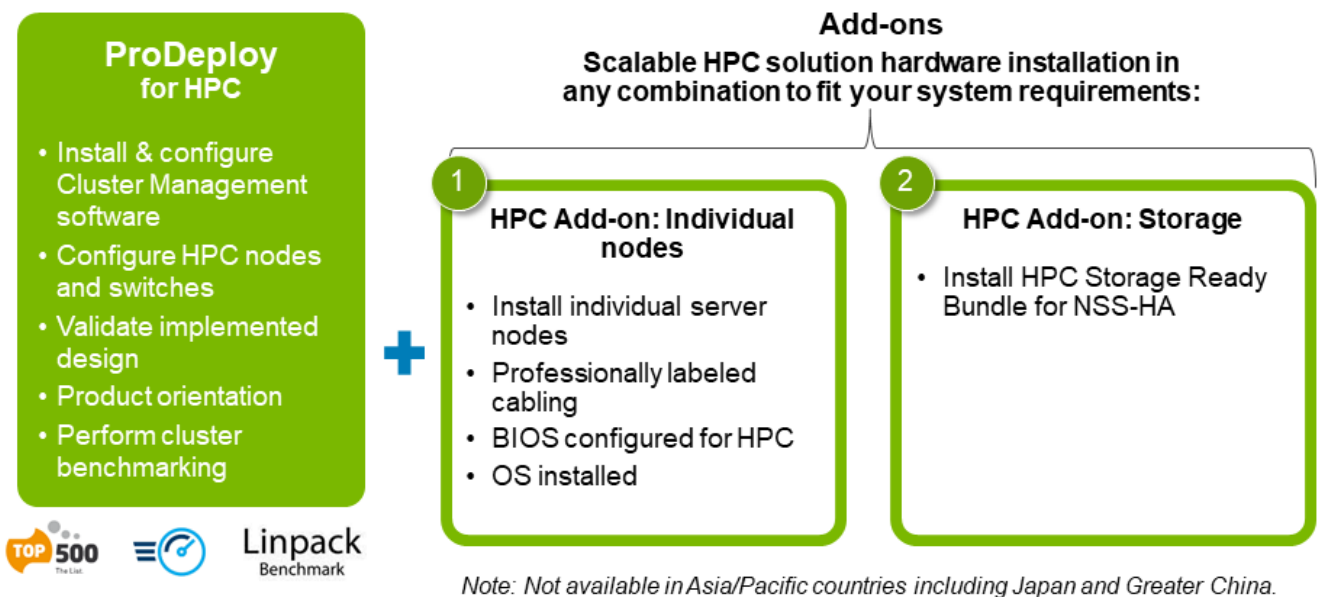 ProDeploy
for HPC
• Install & configure
Cluster Management
software
• Configure HPC nodes
and switches
• Validate implemented
design
• Product orientation
• Perform cluster
benchmarking
TOP 500
The List.
Linpack
Benchmark
Add-ons
Scalable HPC solution hardware installation in
any combination to fit your system requirements:
1
HPC Add-on: Individual
nodes
• Install individual server
nodes
• Professionally labeled
cabling
• BIOS configured for HPC
• OS installed
2
HPC Add-on: Storage
• Install HPC Storage Ready
Bundle for NSS-HA
Note: Not available in Asia/Pacific countries including Japan and Greater China.